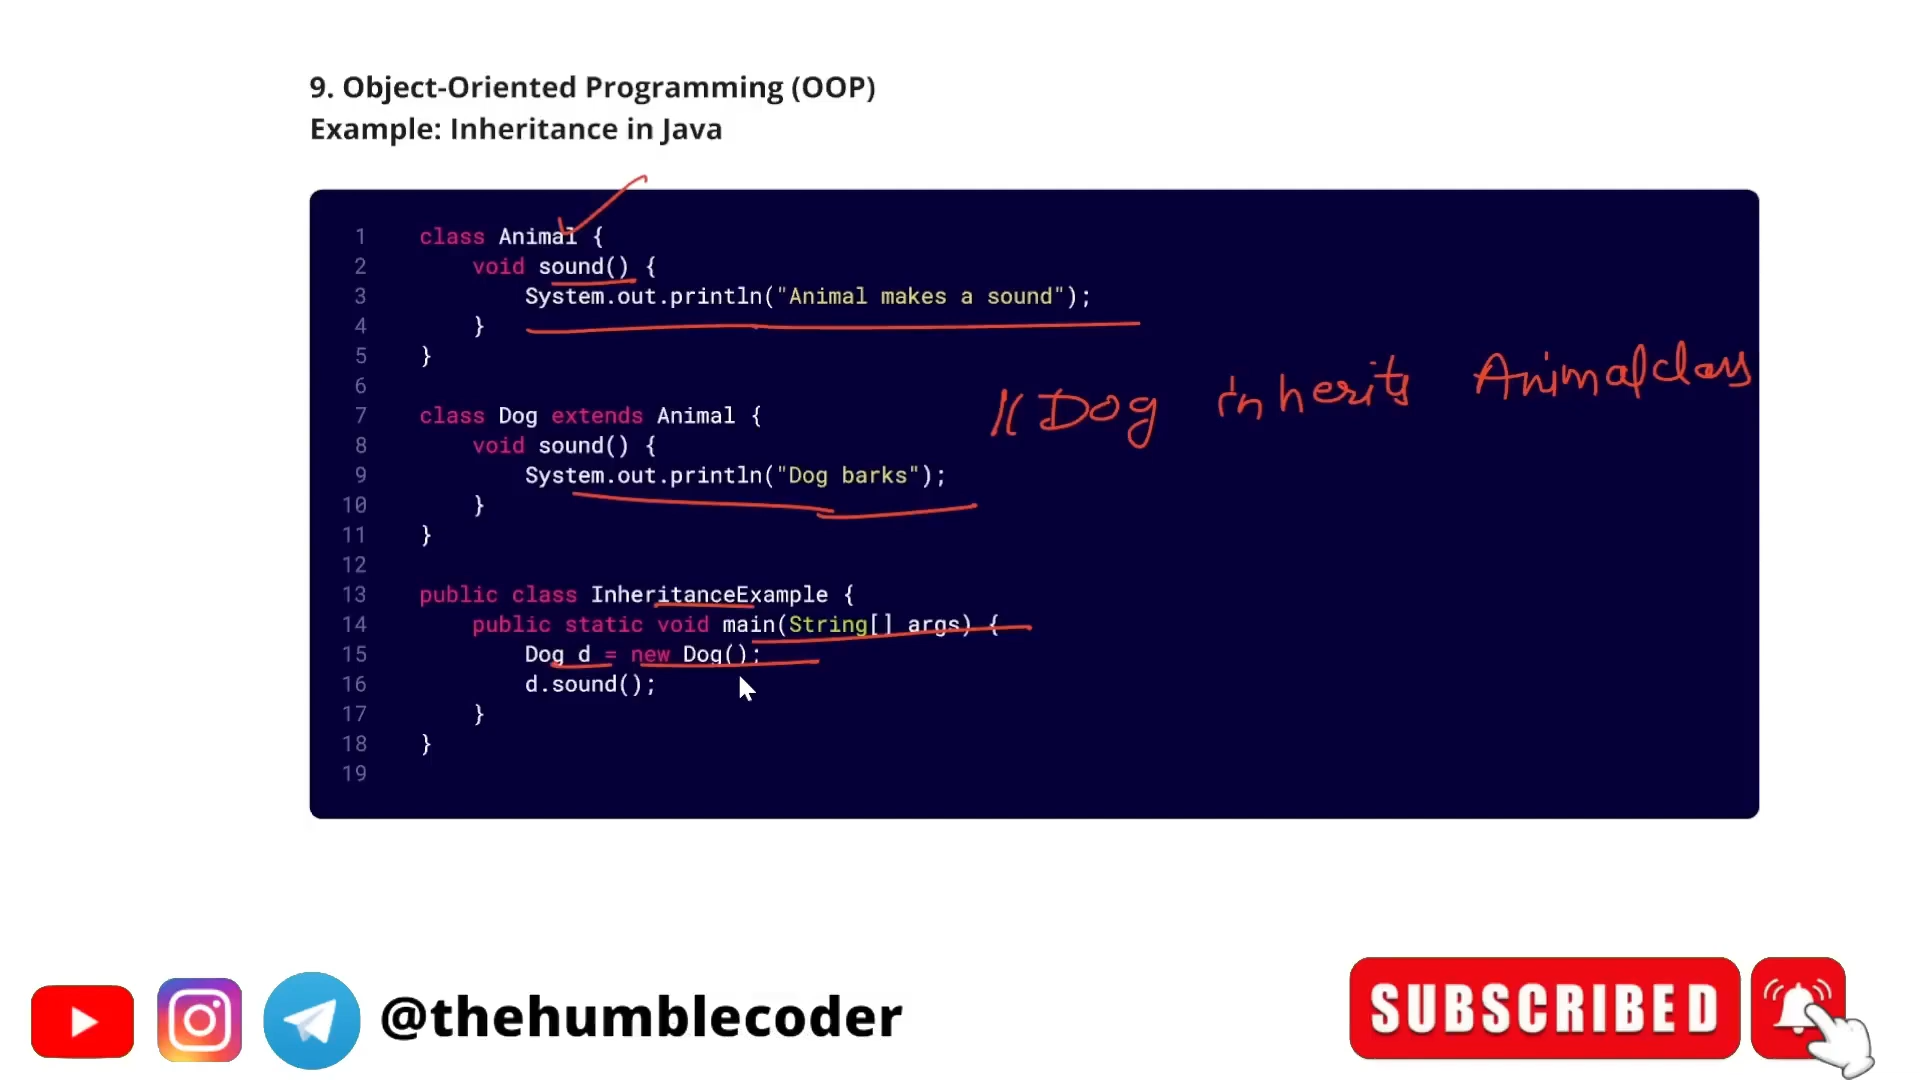 9. Object-Oriented Programming (OOP)
Example: Inheritance in Java
1 class Animal {
2 void sound() {
3 System.out.println("Animal makes a sound");
4 }
5 }
6
7 class Dog extends Animal {
8 void sound() {
9 System.out.println("Dog barks");
10 }
11 }
12
13 public class InheritanceExample {
14 public static void main(String[] args) {
15 Dog d = new Dog();
16 d.sound();
17 }
18 }
19
// Dog inherits Animal class
@thehumblecoder
SUBSCRIBED